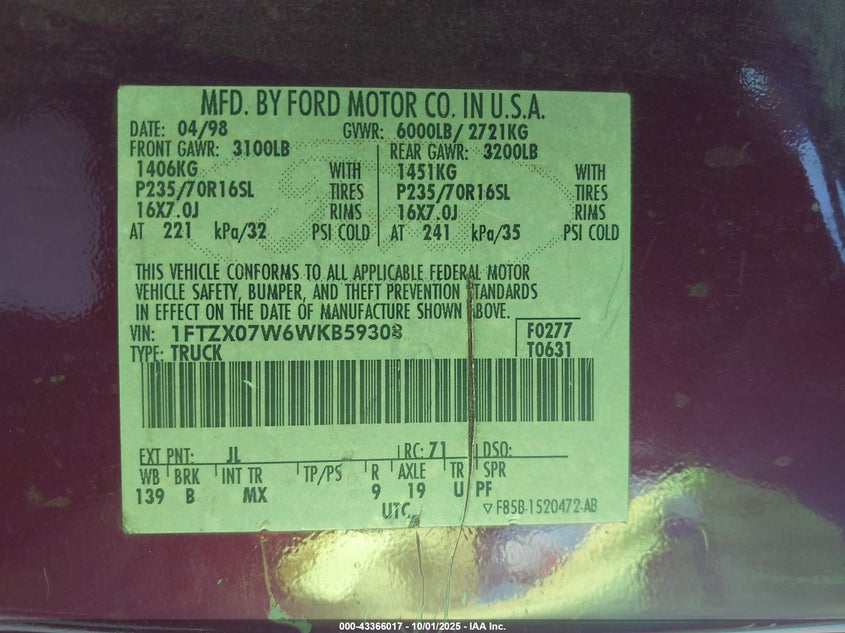 MFD. BY FORD MOTOR CO. IN U.S.A.
DATE: 04/98 GVWR: 6000LB/ 2721KG
FRONT GAWR: 3100LB REAR GAWR: 3200LB
1406KG WITH 1451KG WITH
P235/70R16SL TIRES P235/70R16SL TIRES
16X7.0J RIMS 16X7.0J RIMS
AT 221 kPa/32 PSI COLD AT 241 kPa/35 PSI COLD
THIS VEHICLE CONFORMS TO ALL APPLICABLE FEDERAL MOTOR
VEHICLE SAFETY, BUMPER, AND THEFT PREVENTION STANDARDS
IN EFFECT ON THE DATE OF MANUFACTURE SHOWN ABOVE.
VIN: 1FTZX07W6WKB59308 F0277
TYPE: TRUCK T0631
EXT PNT: JL RC: 71 DSO:
WB BRK INT TR TP/PS R AXLE TR SPR
139 B MX 9 19 U PF
UTC F85B-1520472-AB
000-43366017 - 10/01/2025 - IAA Inc.